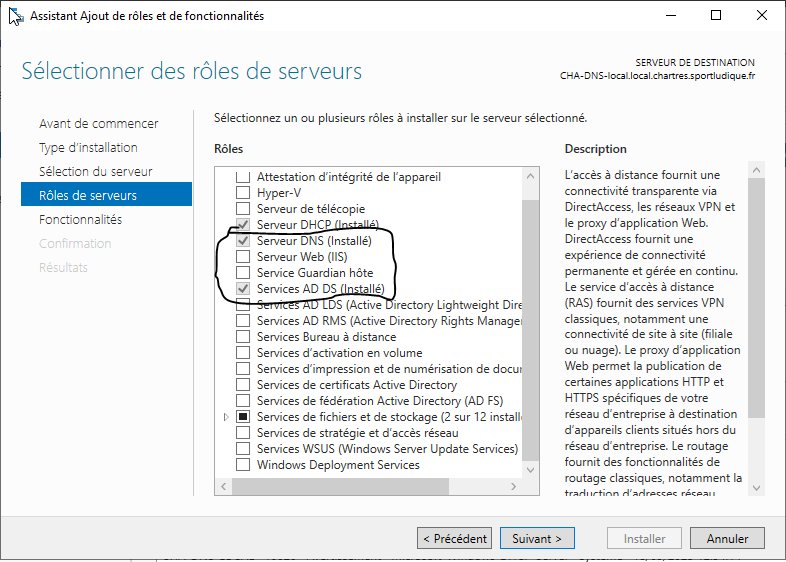 Assistant Ajout de rôles et de fonctionnalités
Sélectionner des rôles de serveurs
SERVEUR DE DESTINATION
CHA-DNS-local.local.chartres.sportludique.fr
Avant de commencer
Type d'installation
Sélection du serveur
Rôles de serveurs
Fonctionnalités
Confirmation
Résultats
Sélectionnez un ou plusieurs rôles à installer sur le serveur sélectionné.
Rôles
Attestation d'intégrité de l'appareil
Hyper-V
Serveur de télécopie
Serveur DHCP (Installé)
Serveur DNS (Installé)
Serveur Web (IIS)
Service Guardian hôte
Services AD DS (Installé)
Services AD LDS (Active Directory Lightweight Dire
Services AD RMS (Active Directory Rights Manager
Services Bureau à distance
Services d'activation en volume
Services d'impression et de numérisation de docu
Services de certificats Active Directory
Services de fédération Active Directory (AD FS)
Services de fichiers et de stockage (2 sur 12 install
Services de stratégie et d'accès réseau
Services WSUS (Windows Server Update Services)
Windows Deployment Services
Description
L'accès à distance fournit une
connectivité transparente via
DirectAccess, les réseaux VPN et
le proxy d'application Web.
DirectAccess fournit une
expérience de connectivité
permanente et gérée en continu.
Le service d'accès à distance
(RAS) fournit des services VPN
classiques, notamment une
connectivité de site à site (filiale
ou nuage). Le proxy d'application
Web permet la publication de
certaines applications HTTP et
HTTPS spécifiques de votre
réseau d'entreprise à destination
d'appareils clients situés hors du
réseau d'entreprise. Le routage
fournit des fonctionnalités de
routage classiques, notamment la
traduction d'adresses réseau
< Précédent
Suivant >
Installer
Annuler